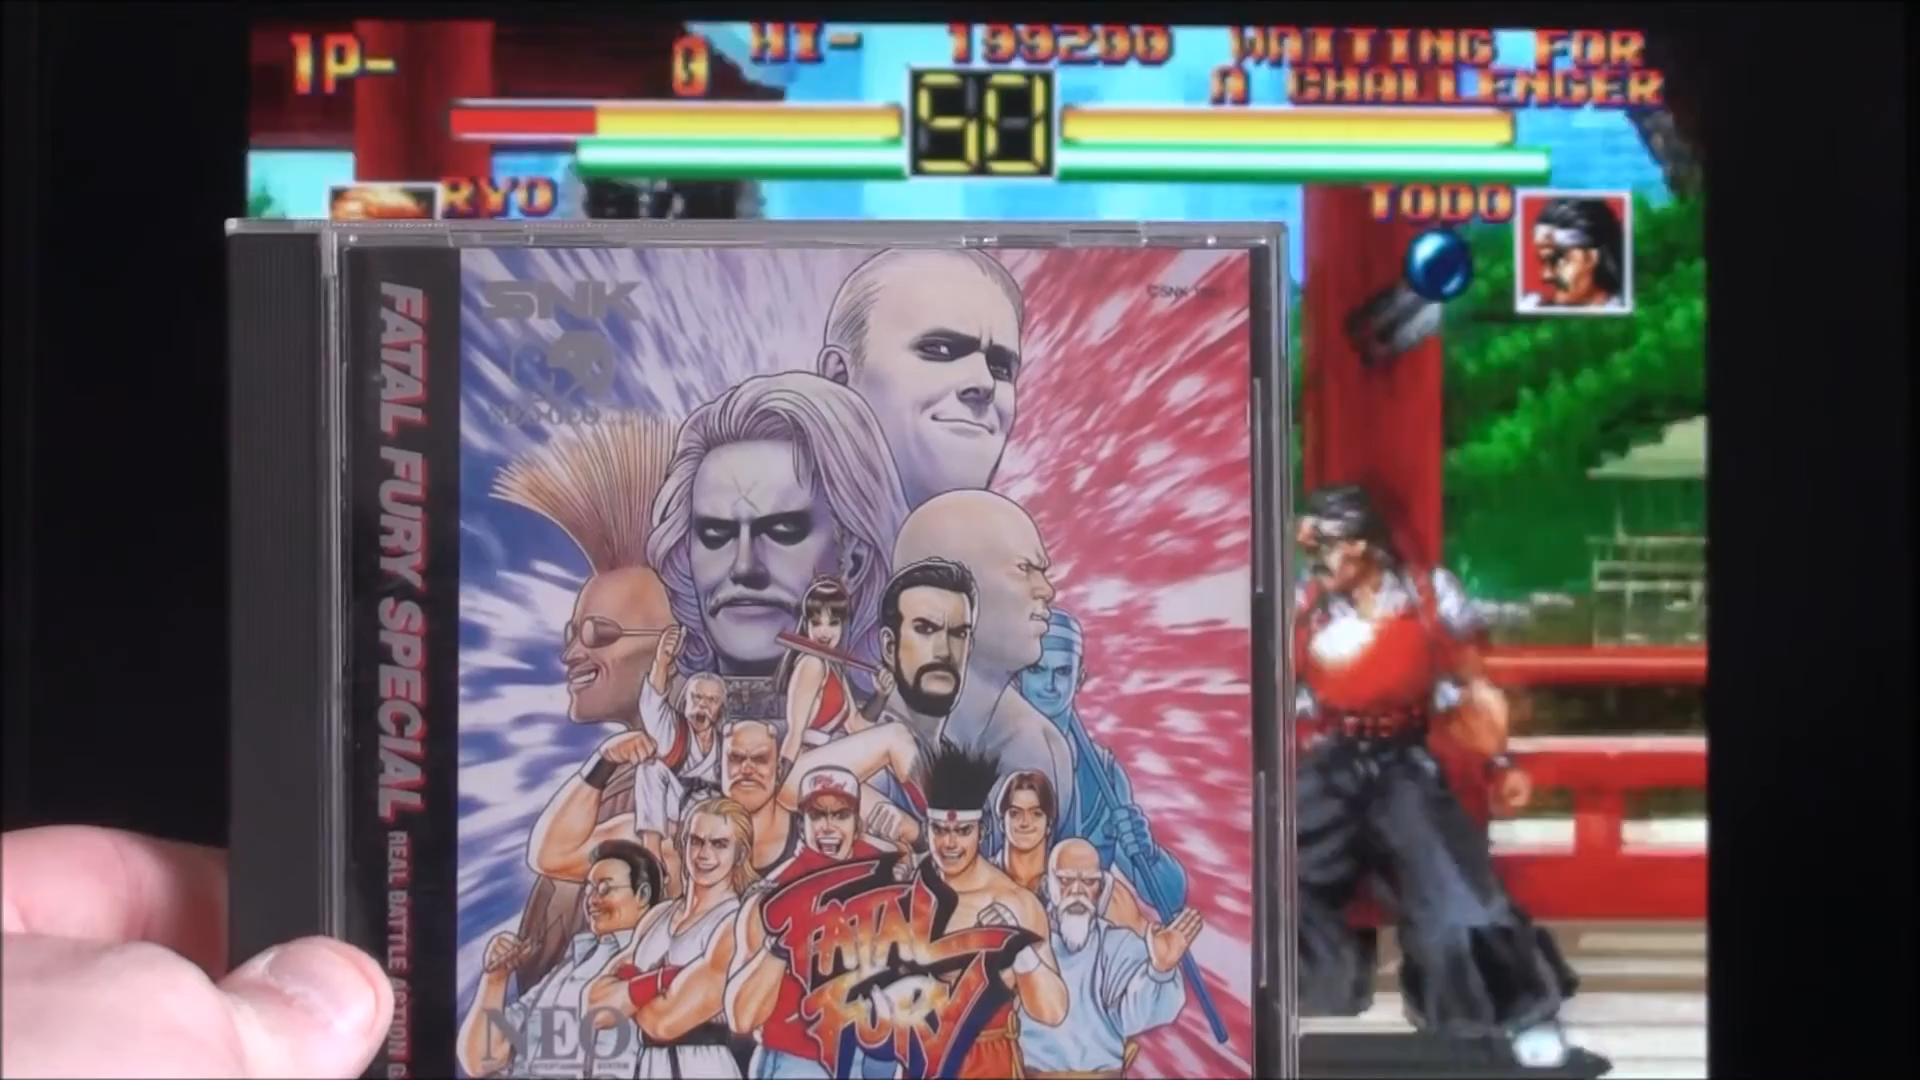 1P- 0 HI- 199200 WAITING FOR
A CHALLENGER
50
RYO
TODO
SNK
©SNK
FATAL FURY SPECIAL
REAL BATTLE ACTION
FATAL
FURY
NEO